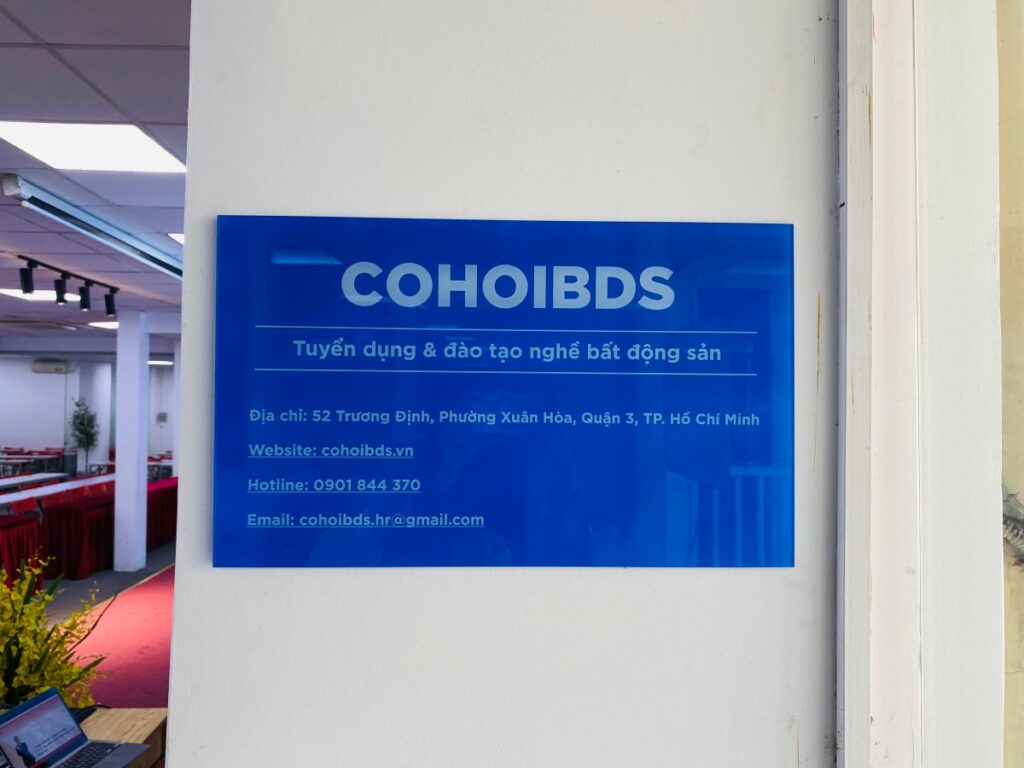 COHOIBDS
Tuyển dụng & đào tạo nghề bất động sản
Địa chỉ: 52 Trương Định, Phường Xuân Hòa, Quận 3, TP. Hồ Chí Minh
Website: cohoibds.vn
Hotline: 0901 844 370
Email: cohoibds.hr@gmail.com